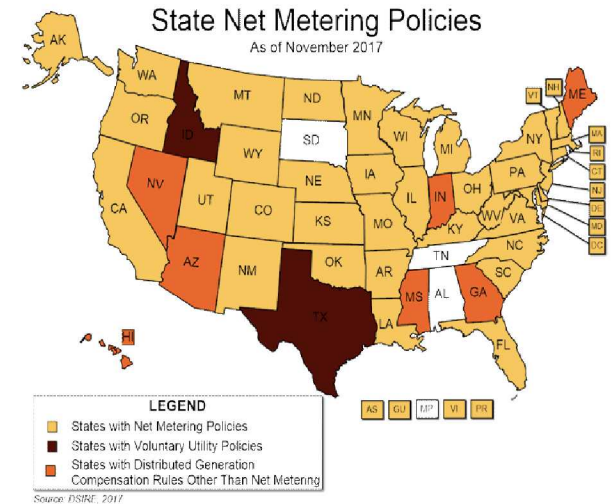 State Net Metering Policies
As of November 2017
AK
WA
MT
ND
MN
VT
NH
ME
OR
ID
SD
WI
MI
NY
MA
RI
CT
NJ
DE
MD
DC
WY
IA
PA
NE
NV
UT
IL
IN
OH
CA
CO
KS
MO
WV
VA
KY
AZ
NM
OK
AR
TN
NC
SC
MS
AL
GA
TX
LA
FL
HI
AS
GU
MP
VI
PR
LEGEND
States with Net Metering Policies
States with Voluntary Utility Policies
States with Distributed Generation
Compensation Rules Other Than Net Metering
Source: DSIRE, 2017